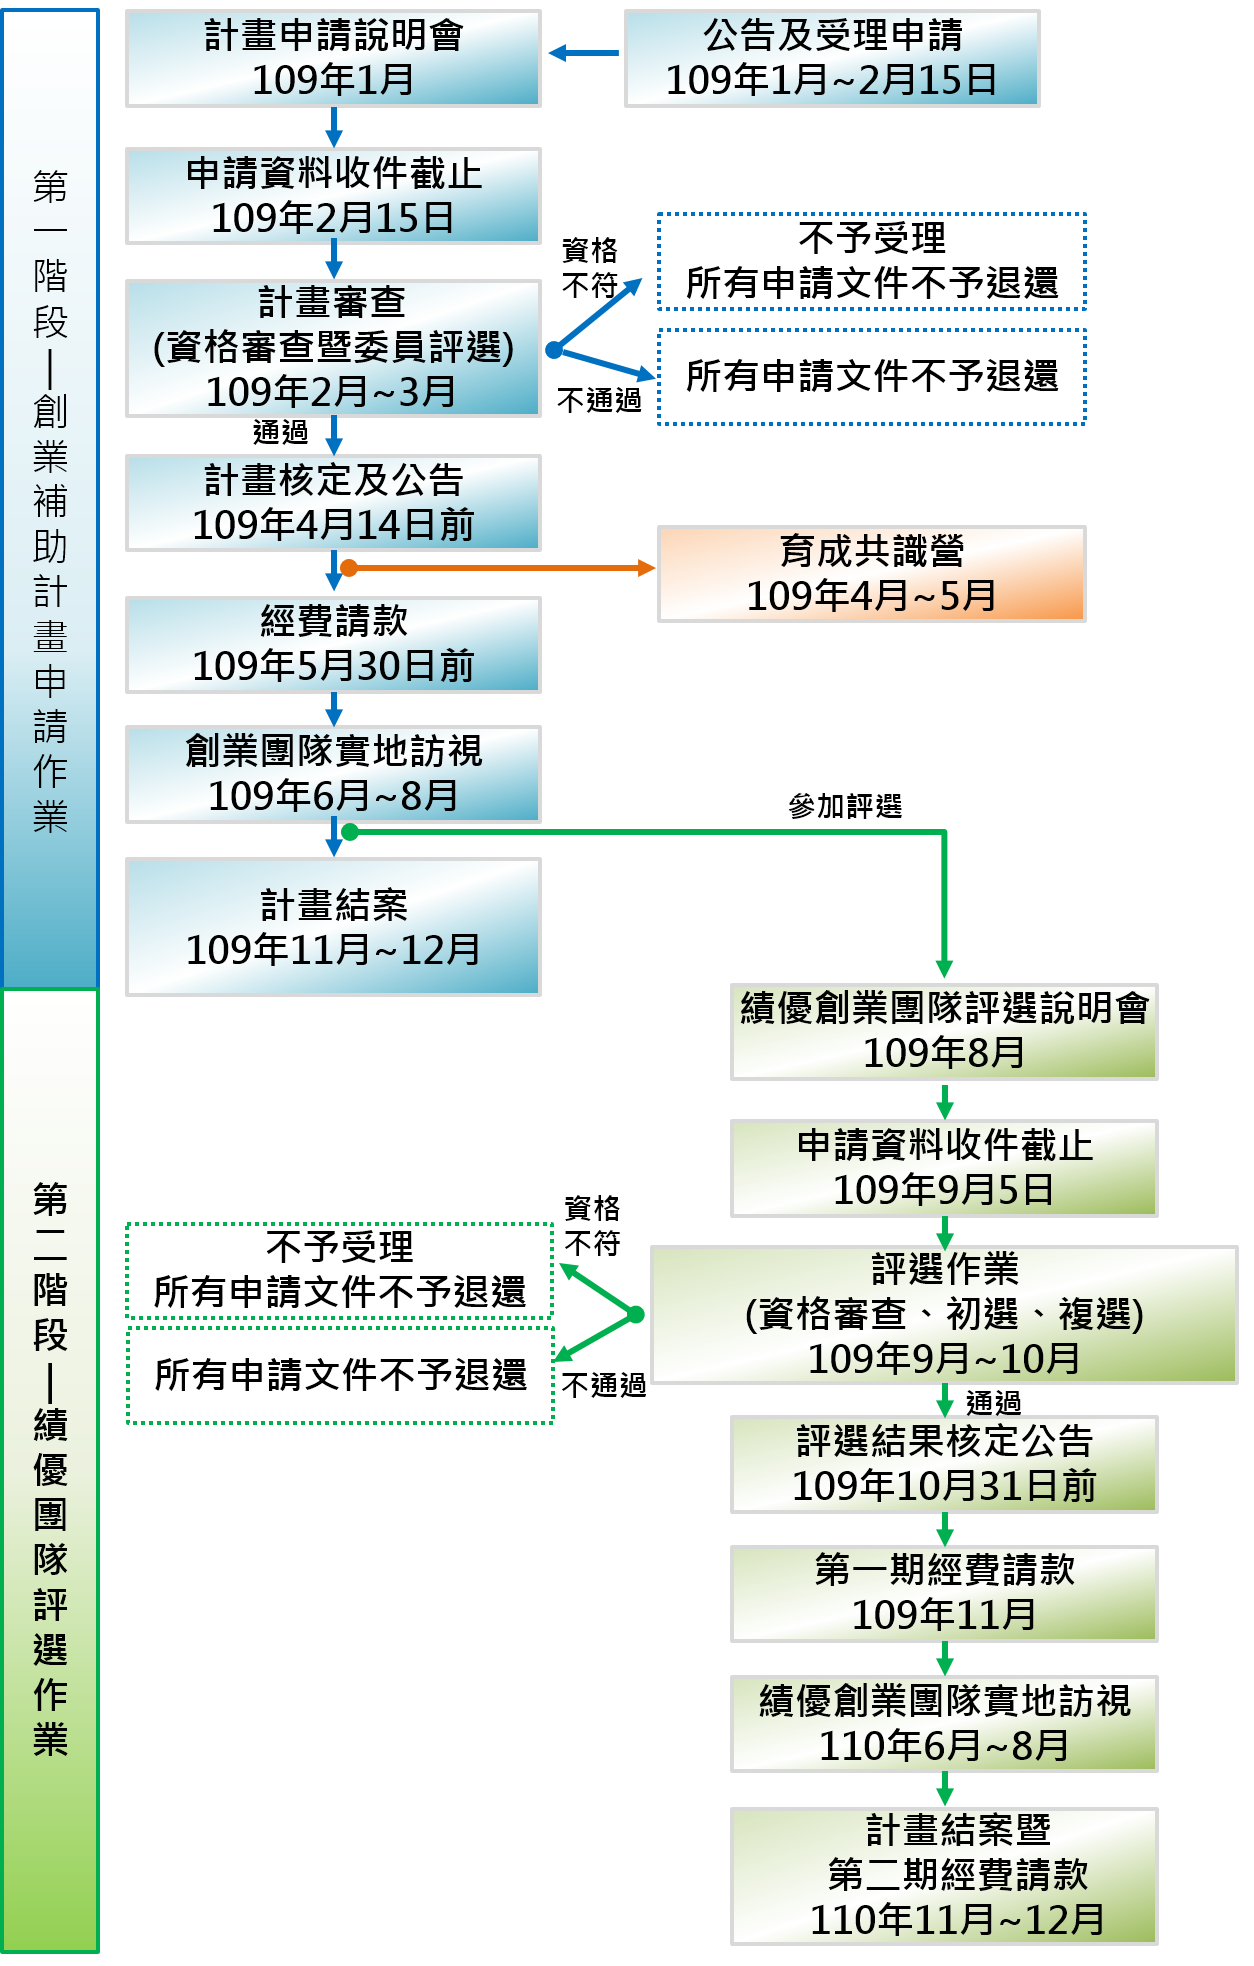 第一階段—創業補助計畫申請作業
公告及受理申請
109年1月~2月15日
計畫申請說明會
109年1月
申請資料收件截止
109年2月15日
計畫審查
(資格審查暨委員評選)
109年2月~3月
資格
不符
不予受理
所有申請文件不予退還
不通過
所有申請文件不予退還
通過
計畫核定及公告
109年4月14日前
育成共識營
109年4月~5月
經費請款
109年5月30日前
創業團隊實地訪視
109年6月~8月
參加評選
計畫結案
109年11月~12月
第二階段—績優團隊評選作業
績優創業團隊評選說明會
109年8月
申請資料收件截止
109年9月5日
評選作業
(資格審查、初選、複選)
109年9月~10月
資格
不符
不予受理
所有申請文件不予退還
不通過
所有申請文件不予退還
通過
評選結果核定公告
109年10月31日前
第一期經費請款
109年11月
績優創業團隊實地訪視
110年6月~8月
計畫結案暨
第二期經費請款
110年11月~12月